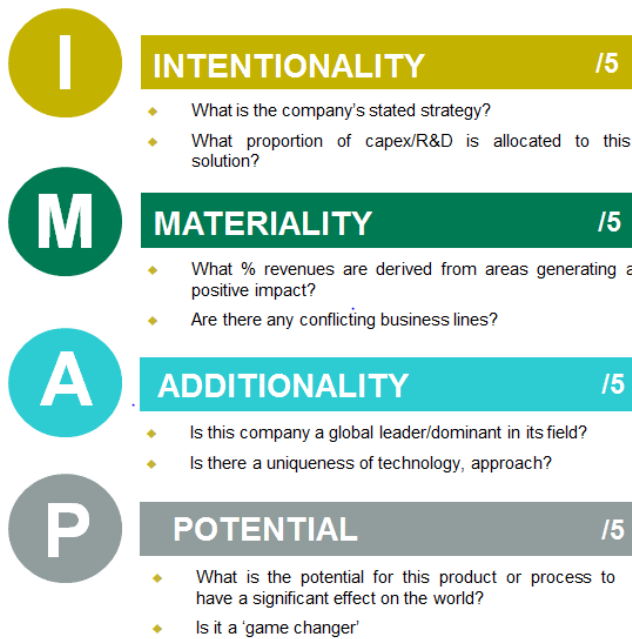 I
INTENTIONALITY /5
What is the company's stated strategy?
What proportion of capex/R&D is allocated to this
solution?
M
MATERIALITY /5
What % revenues are derived from areas generating a
positive impact?
Are there any conflicting business lines?
A
ADDITIONALITY /5
Is this company a global leader/dominant in its field?
Is there a uniqueness of technology, approach?
P
POTENTIAL /5
What is the potential for this product or process to
have a significant effect on the world?
Is it a 'game changer'